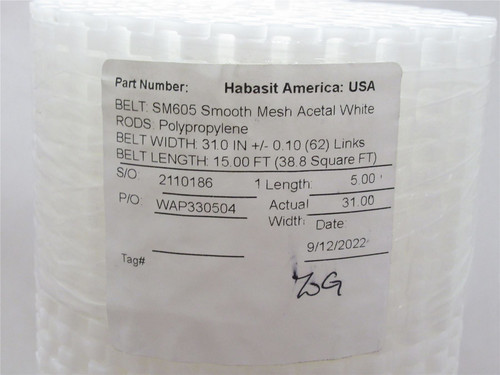 Part Number: Habasit America: USA
BELT: SM605 Smooth Mesh Acetal White
RODS: Polypropylene
BELT WIDTH: 31.0 IN +/- 0.10 (62) Links
BELT LENGTH: 15.00 FT (38.8 Square FT)
S/O: 2110186 1 Length: 5.00
P/O: WAP330504 Actual 31.00
Width: Date
9/12/2022
Tag#